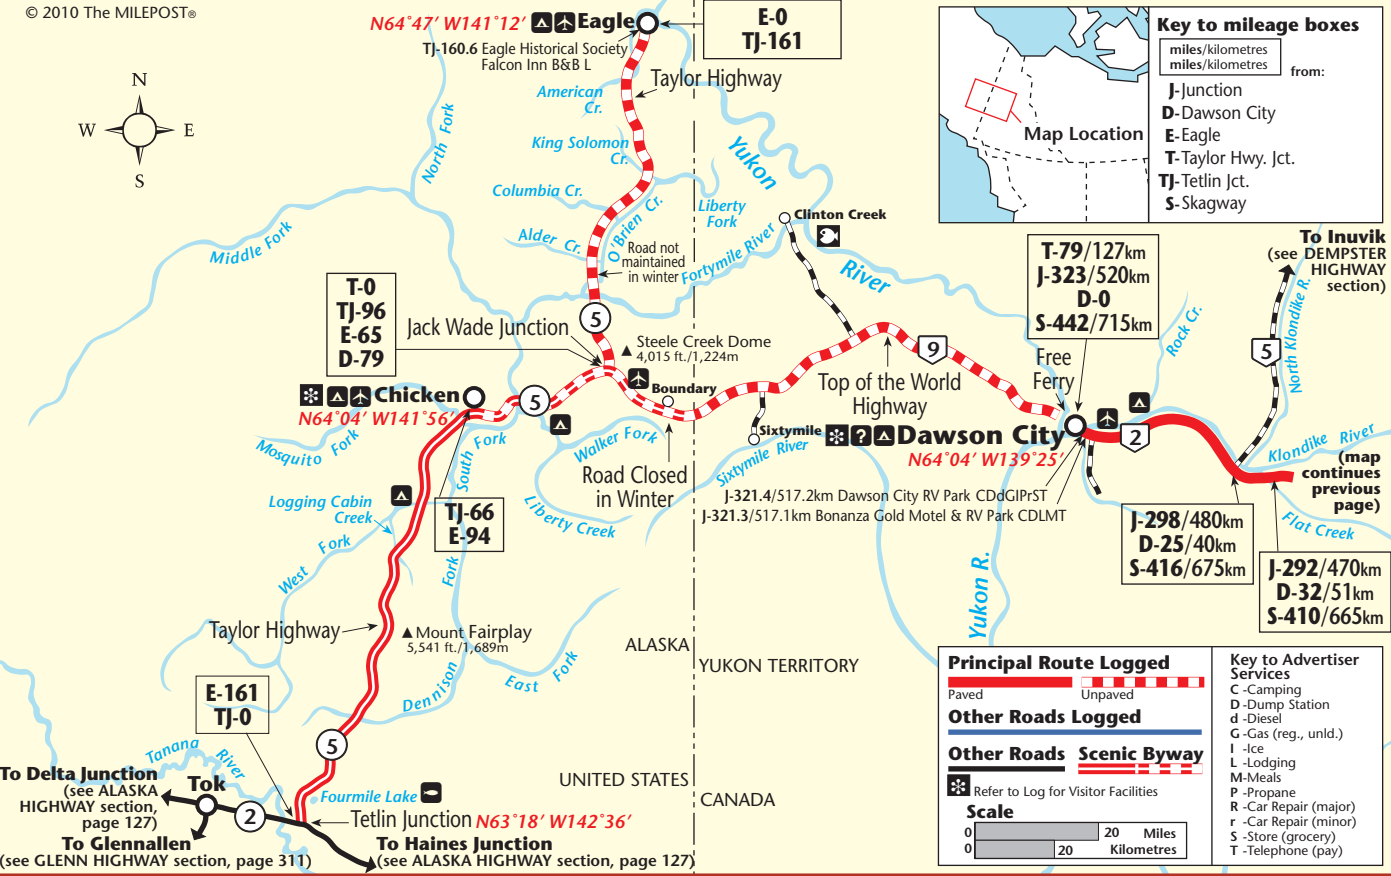 © 2010 The MILEPOST®
N
W
E
S
N64°47' W141°12'
Eagle
TJ-160.6 Eagle Historical Society
Falcon Inn B&B L
E-0
TJ-161
Taylor Highway
American
Cr.
King Solomon
Cr.
Columbia Cr.
Alder Cr.
O'Brien Cr.
Liberty
Fork
Yukon
River
North Fork
Middle Fork
Fortymile River
Road not
maintained
in winter
Clinton Creek
Key to mileage boxes
miles/kilometres
miles/kilometres
from:
J-Junction
D-Dawson City
E-Eagle
T-Taylor Hwy. Jct.
TJ-Tetlin Jct.
S-Skagway
Map Location
To Inuvik
(see DEMPSTER
HIGHWAY
section)
T-79/127km
J-323/520km
D-0
S-442/715km
T-0
TJ-96
E-65
D-79
Jack Wade Junction
5
Steele Creek Dome
4,015 ft./1,224m
Boundary
9
Top of the World
Highway
Free
Ferry
Rock Cr.
5
North Klondike R.
Chicken
N64°04' W141°56'
5
Mosquito Fork
South Fork
Walker Fork
Road Closed
in Winter
Liberty Creek
Sixtymile
Sixtymile River
?
Dawson City
N64°04' W139°25'
2
Klondike River
(map
continues
previous
page)
J-321.4/517.2km Dawson City RV Park CDdGIPrST
J-321.3/517.1km Bonanza Gold Motel & RV Park CDLMT
Flat Creek
J-298/480km
D-25/40km
S-416/675km
J-292/470km
D-32/51km
S-410/665km
Logging Cabin
Creek
TJ-66
E-94
West Fork
Fork
Taylor Highway
Mount Fairplay
5,541 ft./1,689m
Dennison
East Fork
Yukon R.
ALASKA
YUKON TERRITORY
UNITED STATES
CANADA
E-161
TJ-0
5
Tanana River
To Delta Junction
(see ALASKA
HIGHWAY section,
page 127)
Tok
2
Fourmile Lake
Tetlin Junction N63°18' W142°36'
To Glennallen
(see GLENN HIGHWAY section, page 311)
To Haines Junction
(see ALASKA HIGHWAY section, page 127)
Principal Route Logged
Paved
Unpaved
Other Roads Logged
Other Roads
Scenic Byway
Refer to Log for Visitor Facilities
Scale
0 20 Miles
0 20 Kilometres
Key to Advertiser
Services
C -Camping
D -Dump Station
d -Diesel
G -Gas (reg., unld.)
I -Ice
L -Lodging
M-Meals
P -Propane
R -Car Repair (major)
r -Car Repair (minor)
S -Store (grocery)
T -Telephone (pay)